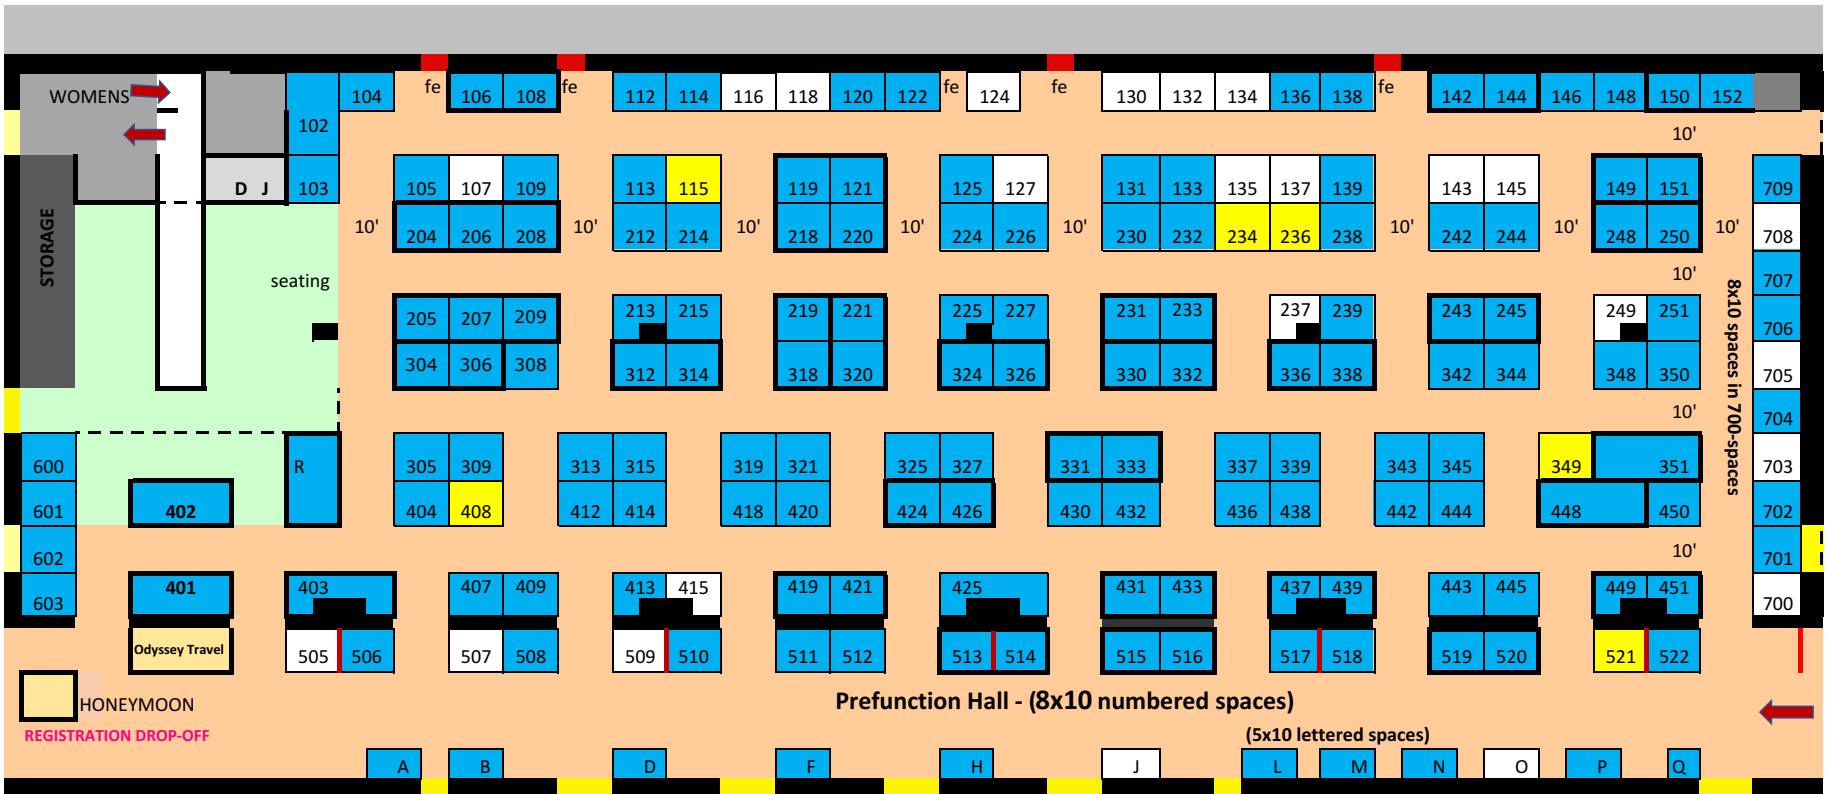 WOMENS
104 fe 106 108 fe 112 114 116 118 120 122 fe 124 fe 130 132 134 136 138 fe 142 144 146 148 150 152
102
10'
D J 103 105 107 109 113 115 119 121 125 127 131 133 135 137 139 143 145 149 151 709
STORAGE
10' 204 206 208 10' 212 214 10' 218 220 10' 224 226 10' 230 232 234 236 238 10' 242 244 10' 248 250 10' 708
10'
seating
707
205 207 209 213 215 219 221 225 227 231 233 237 239 243 245 249 251 706
8x10 spaces in 700-spaces
304 306 308 312 314 318 320 324 326 330 332 336 338 342 344 348 350 705
10'
704
600 R 305 309 313 315 319 321 325 327 331 333 337 339 343 345 349 351 703
601 402 404 408 412 414 418 420 424 426 430 432 436 438 442 444 448 450 702
602 10' 701
603 401 403 407 409 413 415 419 421 425 431 433 437 439 443 445 449 451 700
Odyssey Travel 505 506 507 508 509 510 511 512 513 514 515 516 517 518 519 520 521 522
HONEYMOON
Prefunction Hall - (8x10 numbered spaces)
REGISTRATION DROP-OFF
(5x10 lettered spaces)
A B D F H J L M N O P Q